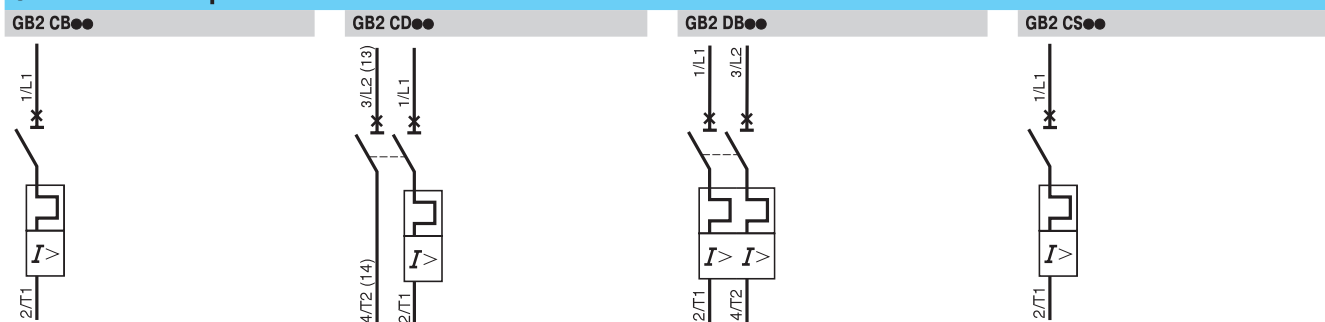 GB2 CB●●
GB2 CD●●
GB2 DB●●
GB2 CS●●
1/L1
3/L2 (13)
1/L1
1/L1
3/L2
1/L1
I>
I>
I> I>
I>
2/T1
4/T2 (14)
2/T1
2/T1
4/T2
2/T1